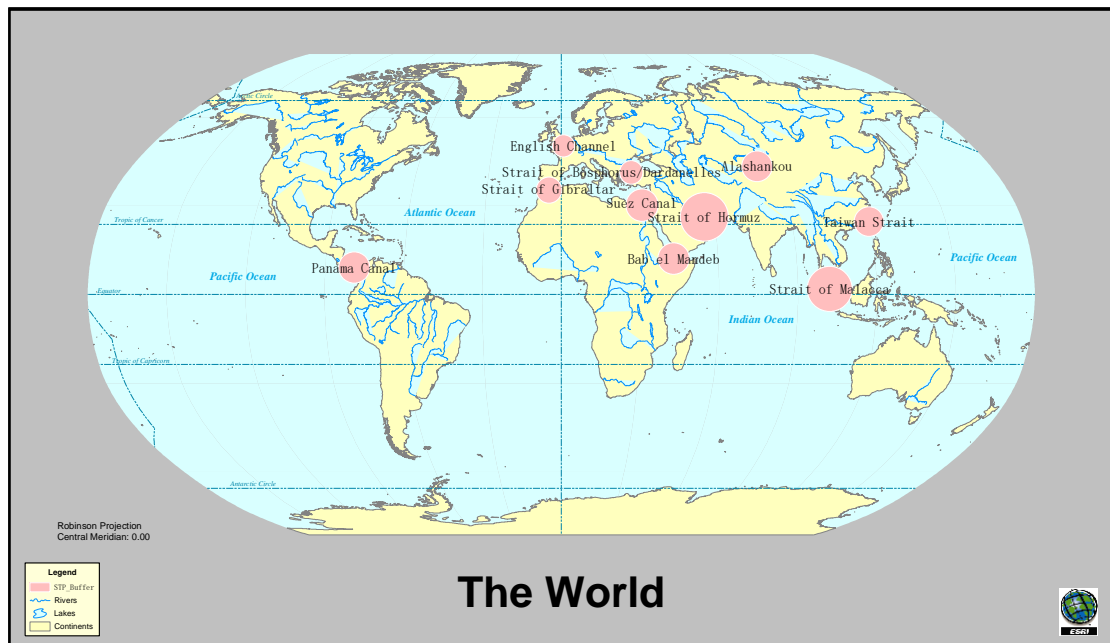 Arctic Circle
English Channel
Alashankou
Strait of Bosphorus/Dardanelles
Strait of Gibraltar
Suez Canal
Atlantic Ocean
Strait of Hormuz
Tropic of Cancer
Taiwan Strait
Bab el Mandeb
Pacific Ocean
Panama Canal
Pacific Ocean
Equator
Strait of Malacca
Indian Ocean
Tropic of Capricorn
Antarctic Circle
Robinson Projection
Central Meridian: 0.00
Legend
STP_Buffer
Rivers
Lakes
Continents
The World
ESRI